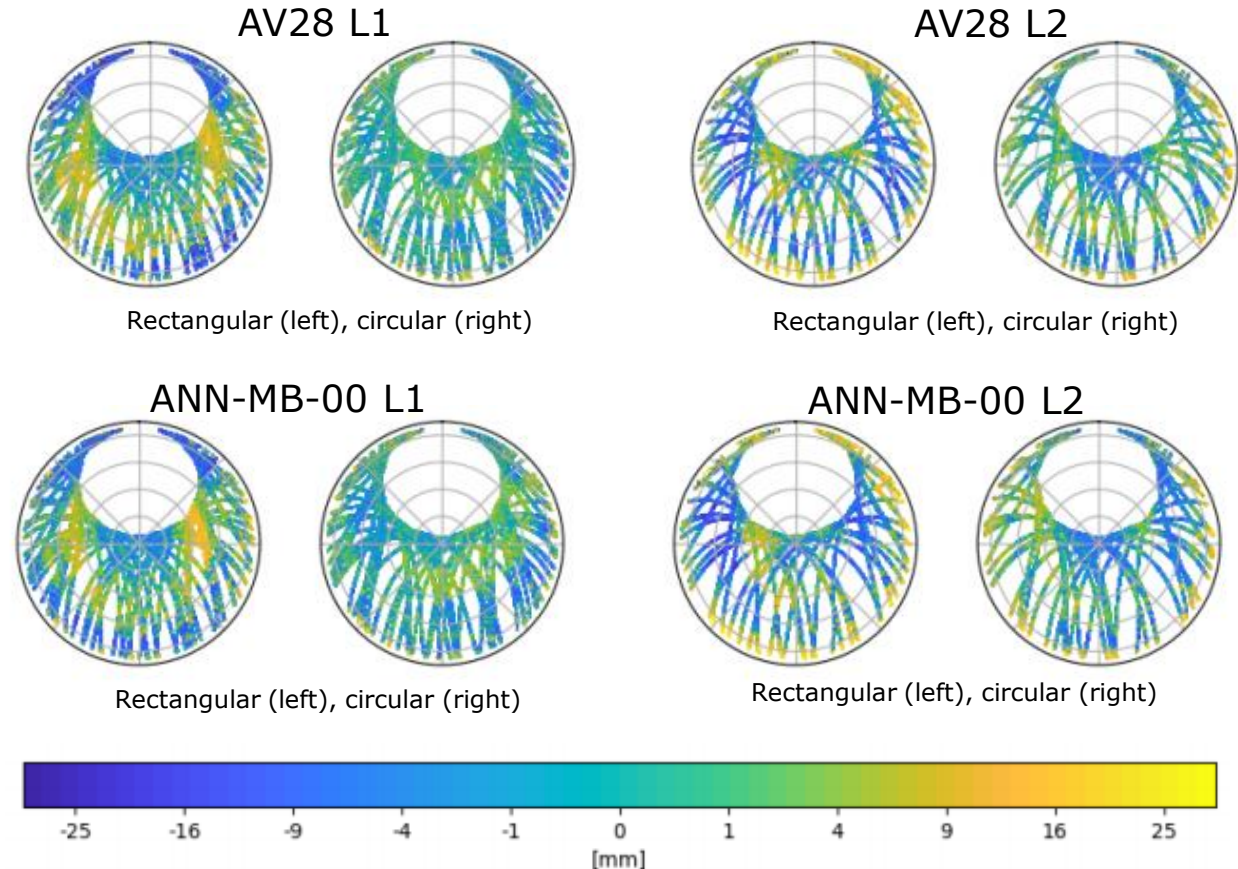 AV28 L1
AV28 L2
Rectangular (left), circular (right)
Rectangular (left), circular (right)
ANN-MB-00 L1
ANN-MB-00 L2
Rectangular (left), circular (right)
Rectangular (left), circular (right)
-25 -16 -9 -4 -1 0 1 4 9 16 25
[mm]